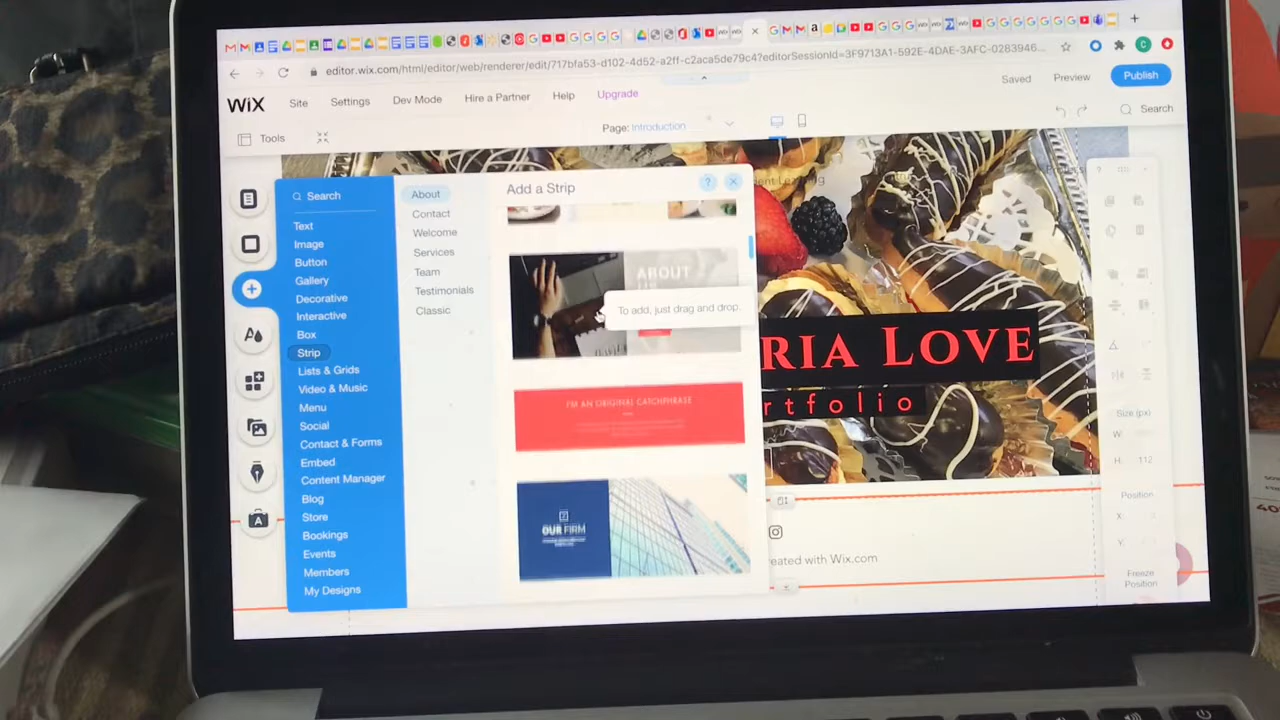 editor.wix.com/html/editor/web/renderer/edit/717bfa53-d102-4d52-a2ff-c2aca5de79c4?editorSessionId=3F9713A1-592E-4DAE-3AFC-0283946...
WiX Site Settings Dev Mode Hire a Partner Help Upgrade Saved Preview Publish
Page: Introduction
Search
Tools
Search
Text
Image
Button
Gallery
Decorative
Interactive
Box
Strip
Lists & Grids
Video & Music
Menu
Social
Contact & Forms
Embed
Content Manager
Blog
Store
Bookings
Events
Members
My Designs
About
Contact
Welcome
Services
Team
Testimonials
Classic
Add a Strip
?
ABOUT
To add, just drag and drop.
I'M AN ORIGINAL CATCHPHRASE
OUR FIRM
RIA LOVE
rtfolio
eated with Wix.com
Size (px)
W:
H: 112
Position
X:
Y:
Freeze
Position